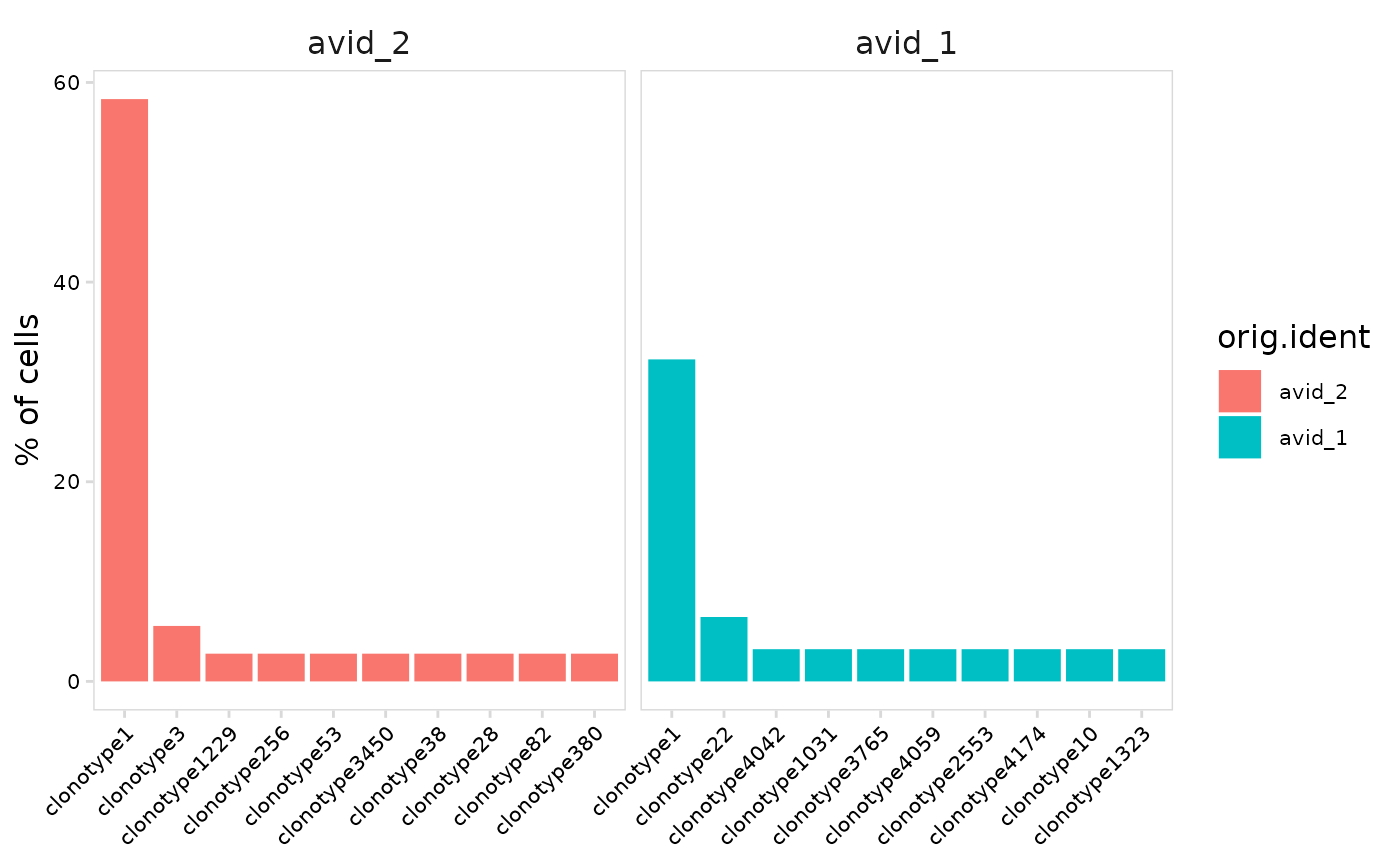 avid_2
avid_1
60
40
20
0
% of cells
clonotype1
clonotype3
clonotype1229
clonotype256
clonotype53
clonotype3450
clonotype38
clonotype28
clonotype82
clonotype380
clonotype1
clonotype22
clonotype4042
clonotype1031
clonotype3765
clonotype4059
clonotype2553
clonotype4174
clonotype10
clonotype1323
orig.ident
avid_2
avid_1